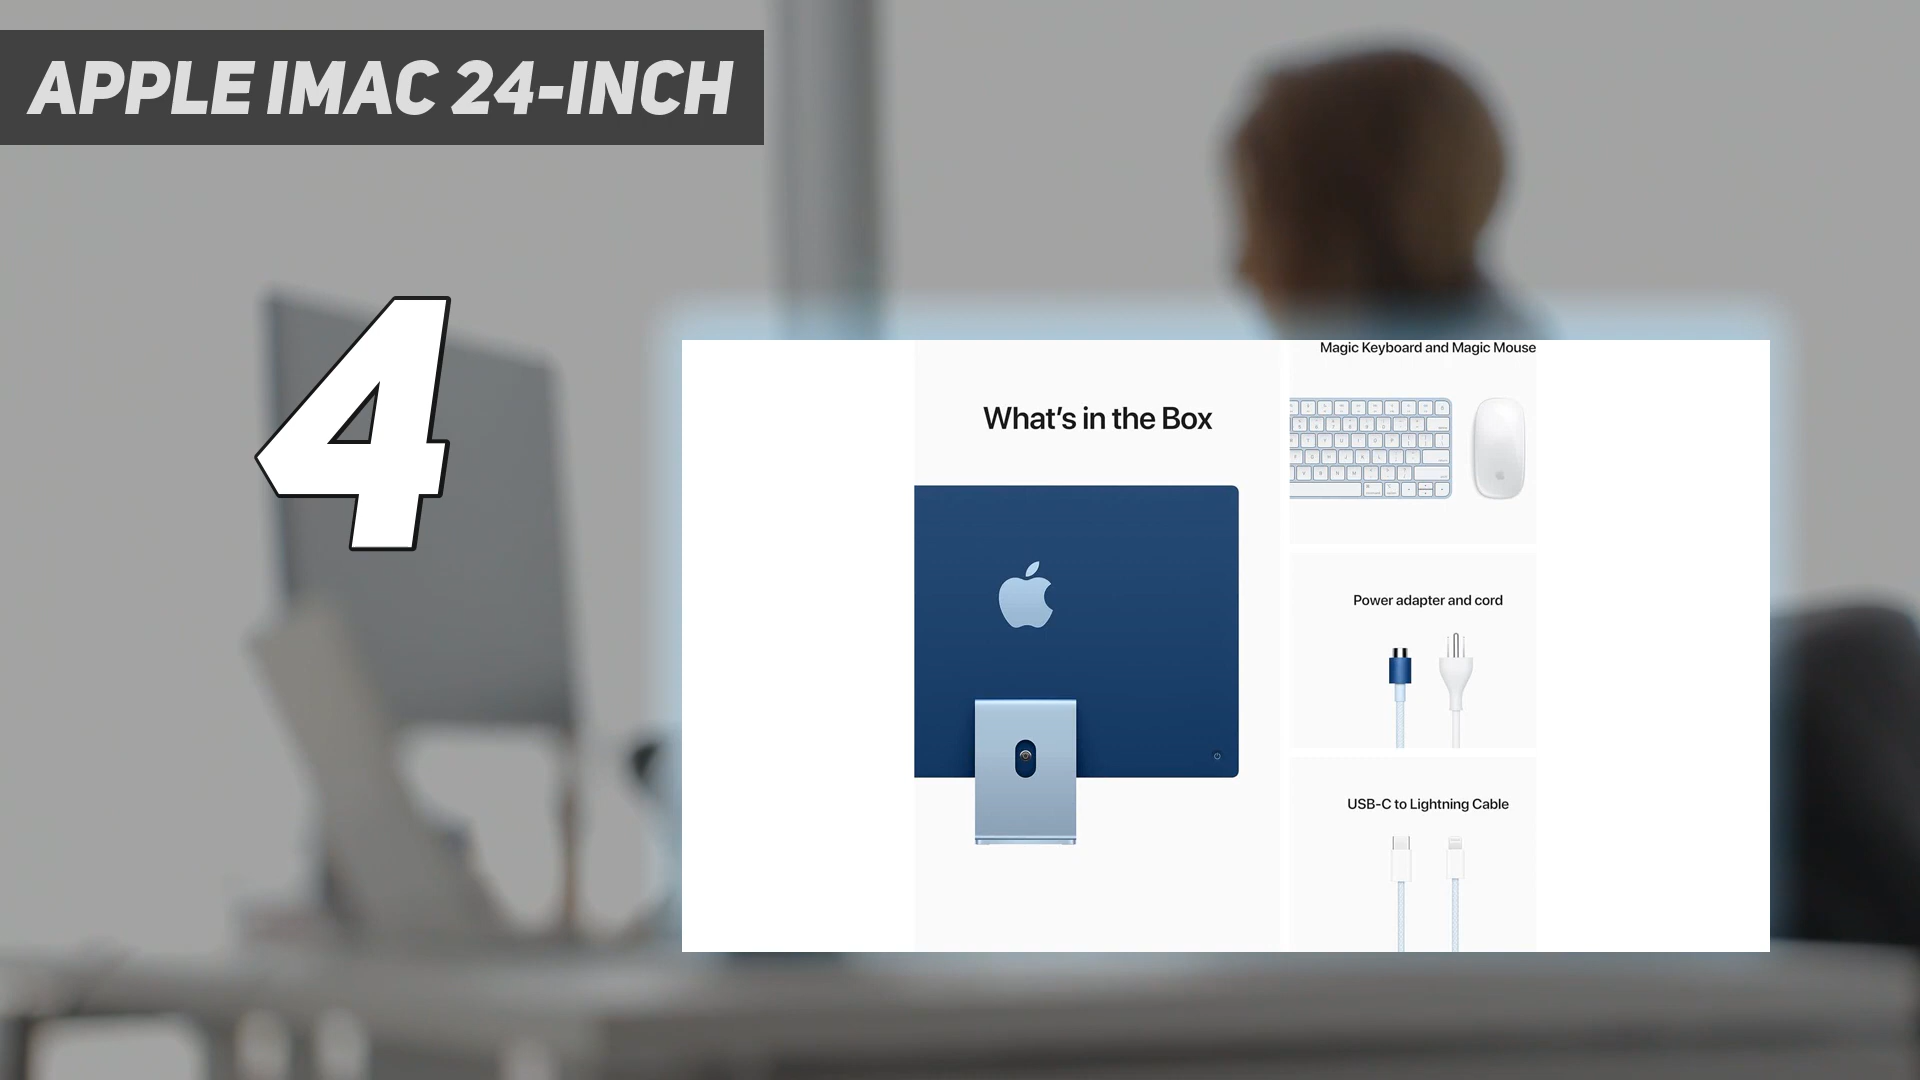 APPLE IMAC 24-INCH
4
What's in the Box
Magic Keyboard and Magic Mouse
Power adapter and cord
USB-C to Lightning Cable